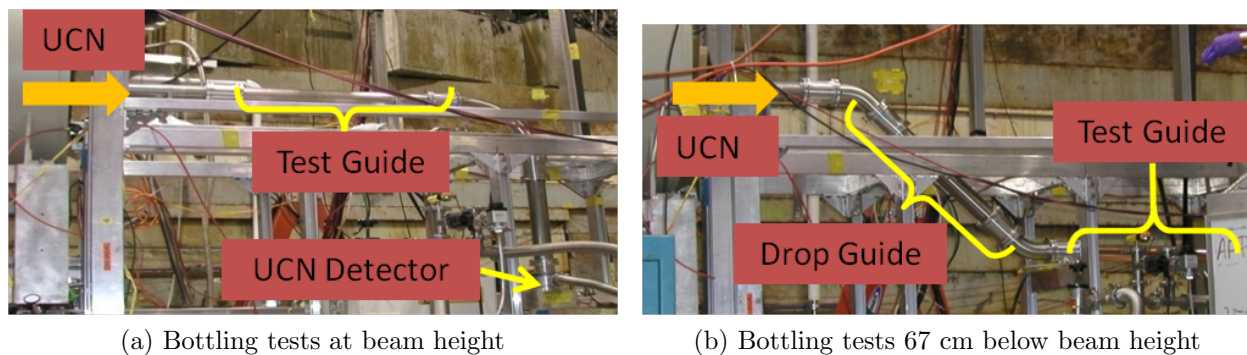 UCN
Test Guide
UCN Detector
UCN
Test Guide
Drop Guide
(a) Bottling tests at beam height
(b) Bottling tests 67 cm below beam height